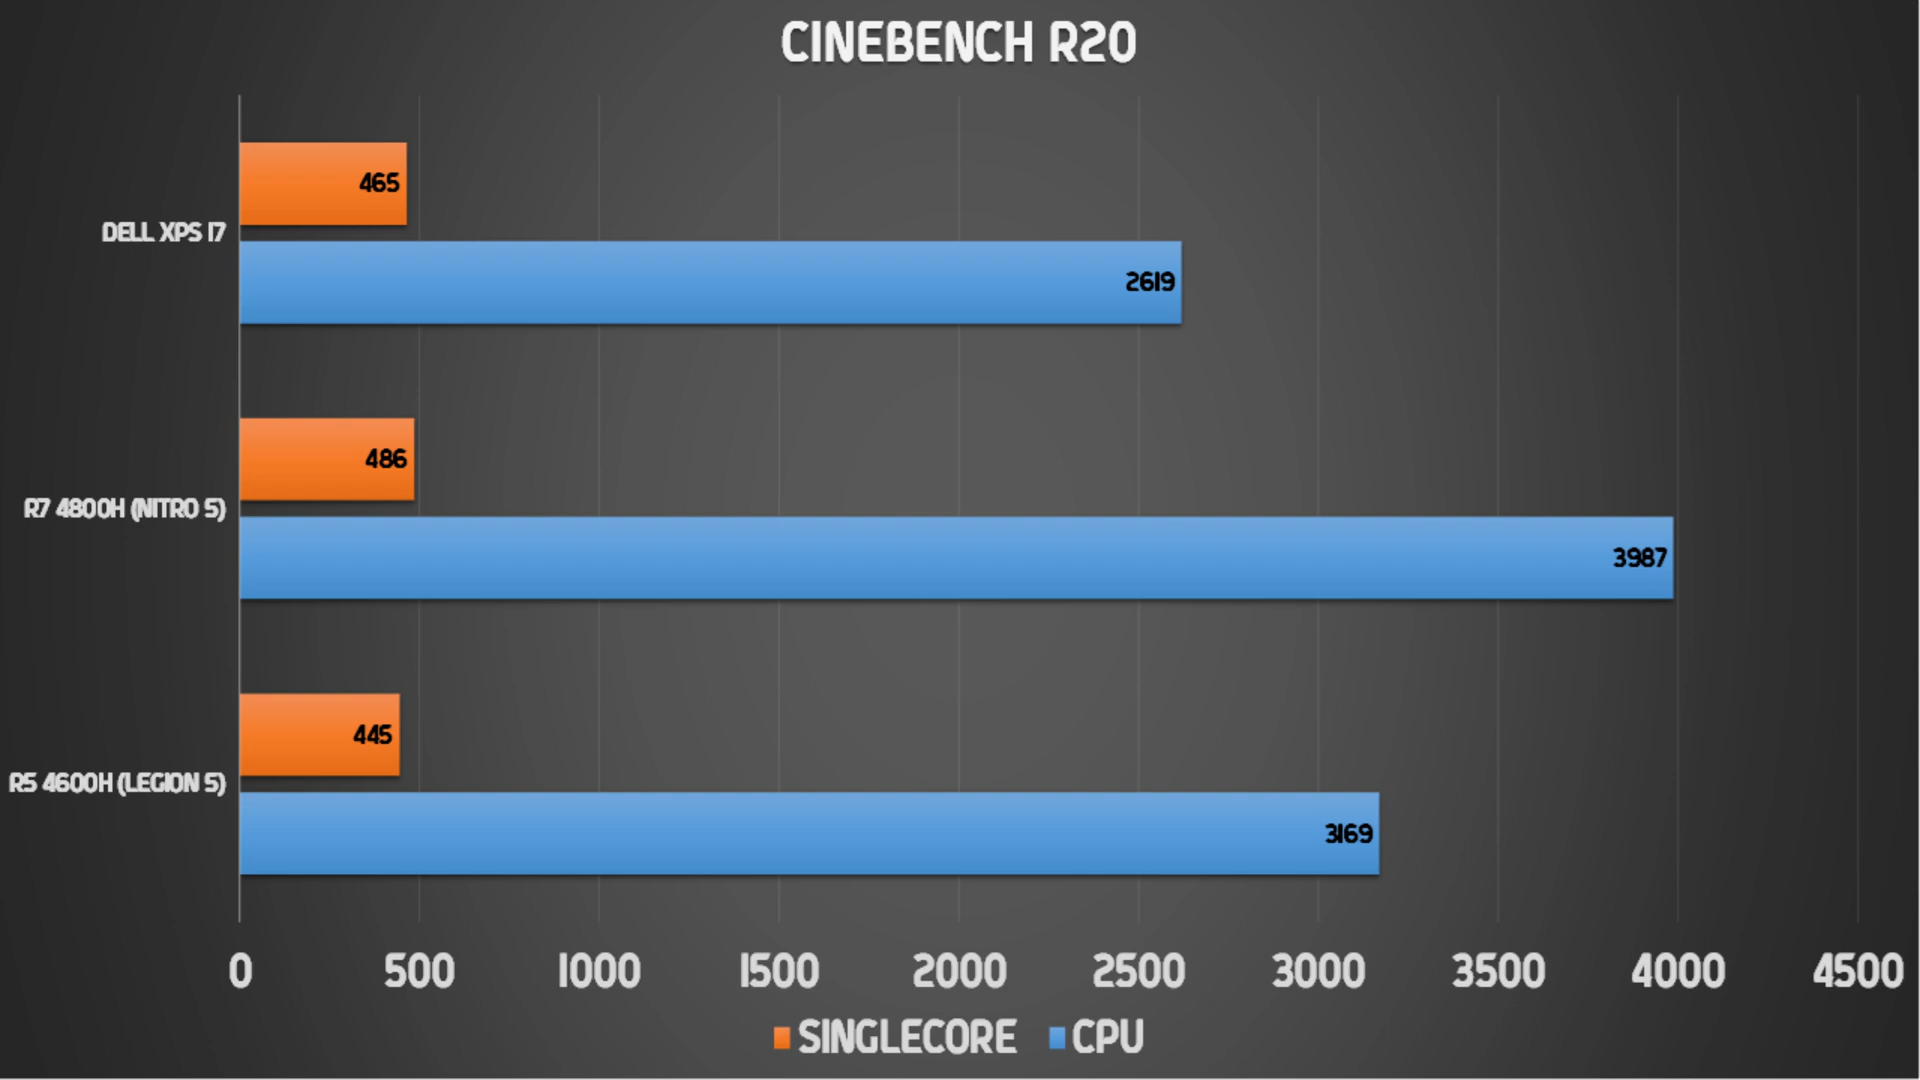 CINEBENCH R20
465
DELL XPS 17
2619
486
R7 4800H (NITRO 5)
3987
445
R5 4600H (LEGION 5)
3169
0 500 1000 1500 2000 2500 3000 3500 4000 4500
SINGLECORE CPU